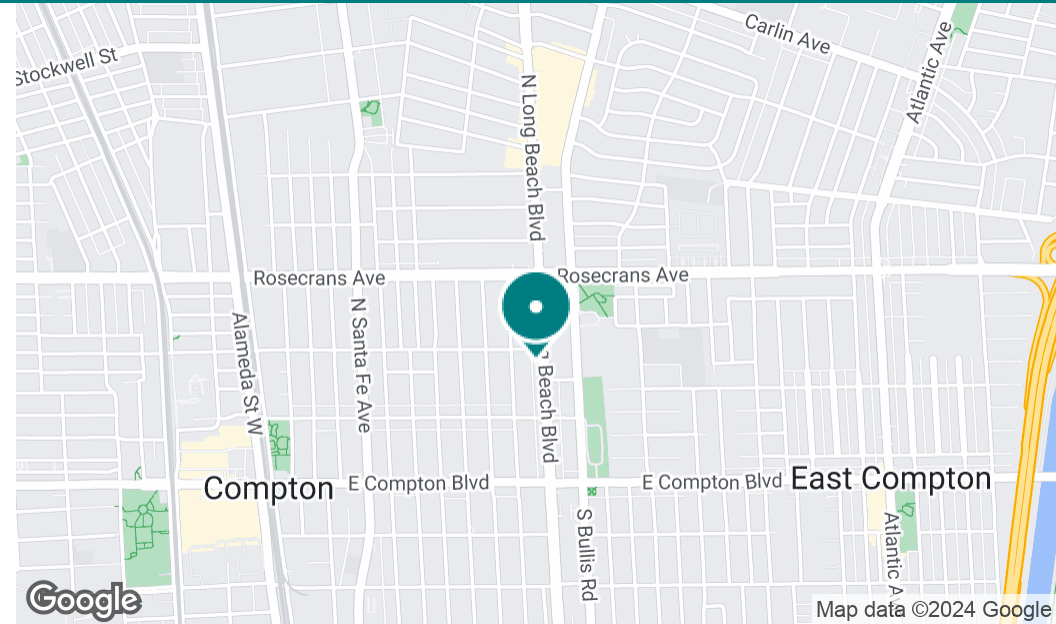 Carlin Ave
Stockwell St
Atlantic Ave
N Long Beach Blvd
Rosecrans Ave
Rosecrans Ave
N Santa Fe Ave
Alameda St W
Beach Blvd
Compton
E Compton Blvd
E Compton Blvd
East Compton
S Bullis Rd
Atlantic A
Google
Map data ©2024 Google